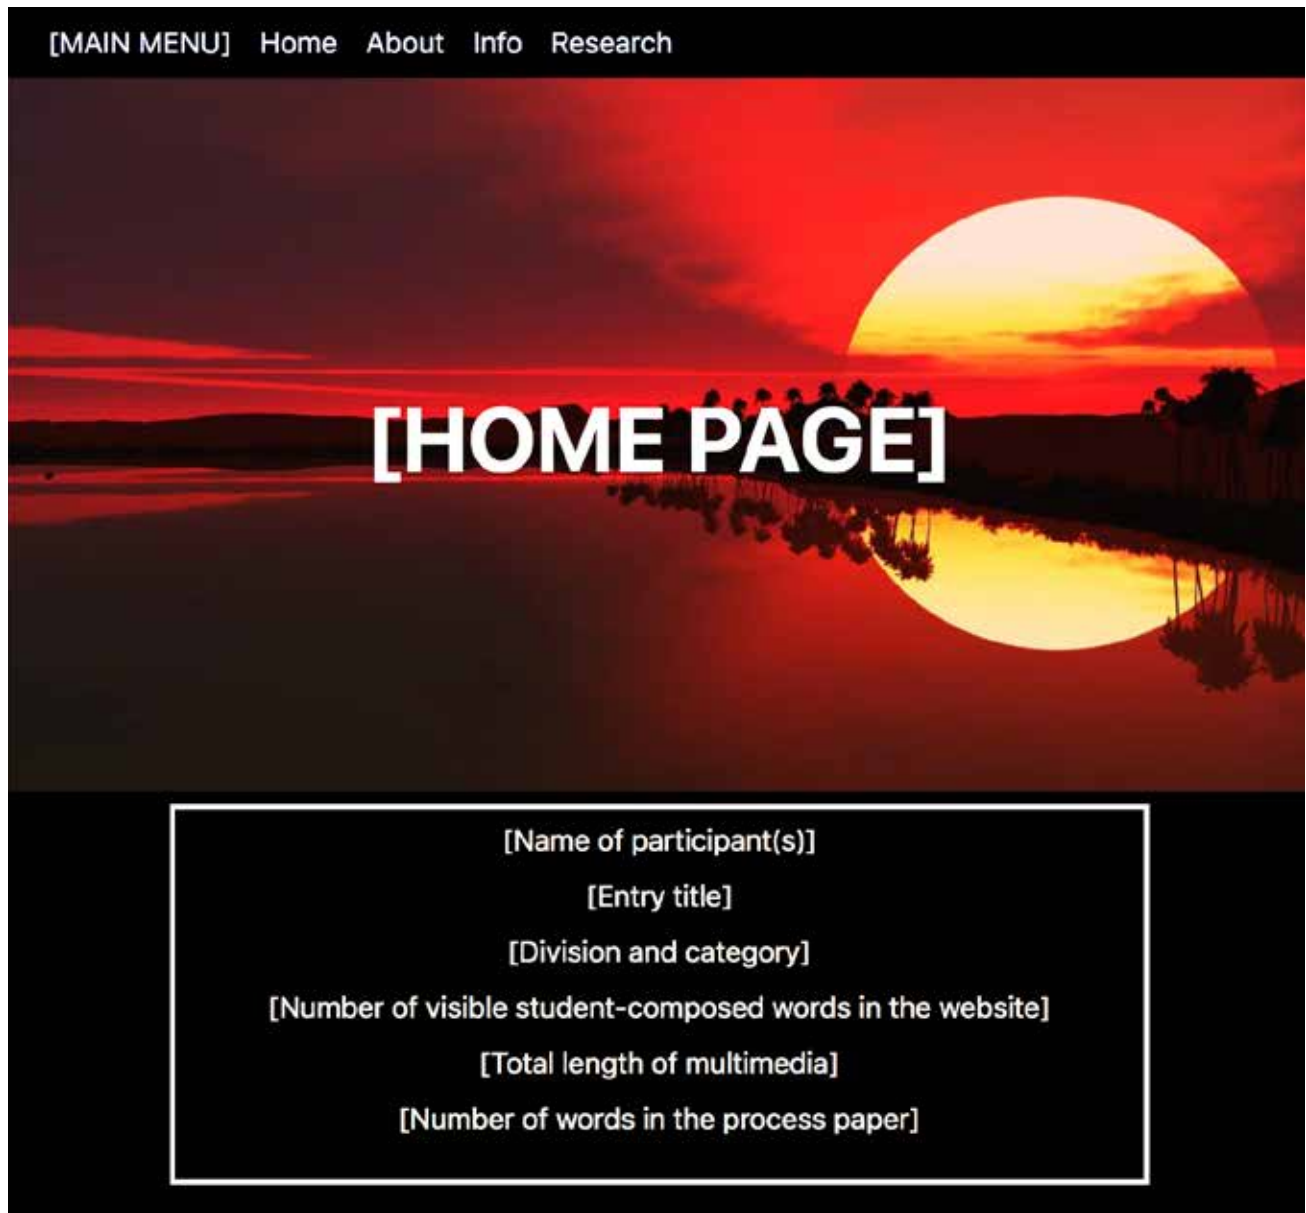 [MAIN MENU] Home About Info Research
[HOME PAGE]
[Name of participant(s)]
[Entry title]
[Division and category]
[Number of visible student-composed words in the website]
[Total length of multimedia]
[Number of words in the process paper]